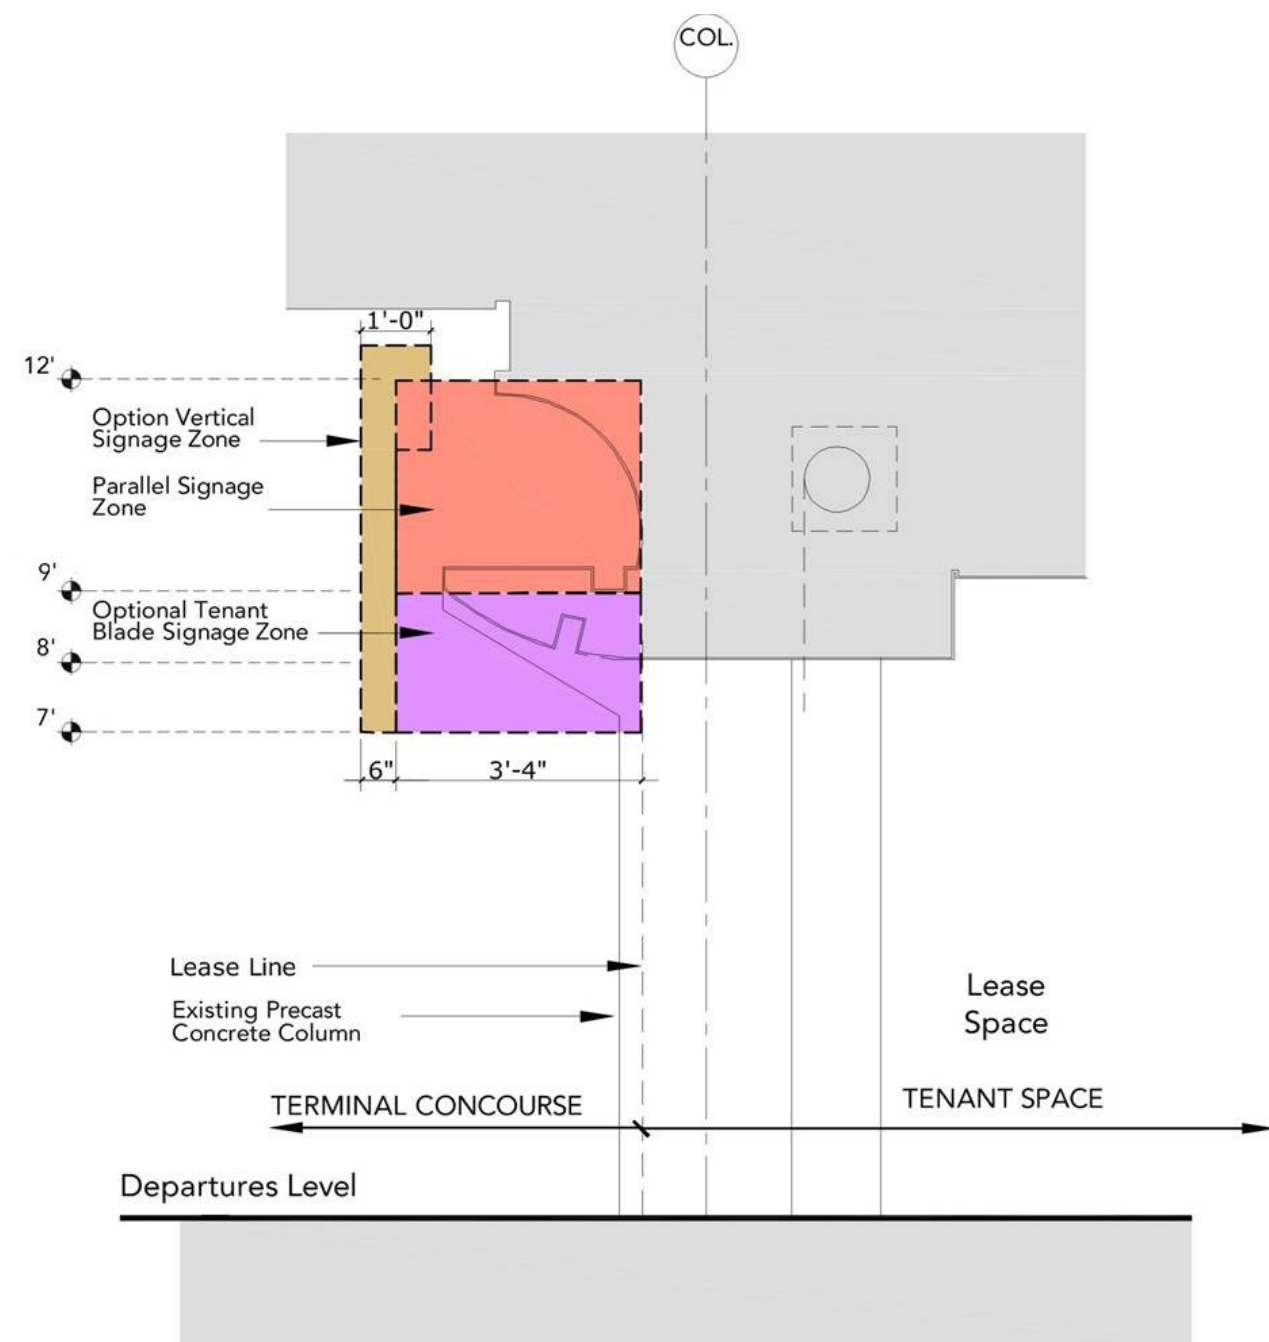 COL.
1'-0"
12'
Option Vertical
Signage Zone
Parallel Signage
Zone
9'
Optional Tenant
Blade Signage Zone
8'
7'
6"
3'-4"
Lease Line
Existing Precast
Concrete Column
Lease
Space
TERMINAL CONCOURSE
TENANT SPACE
Departures Level